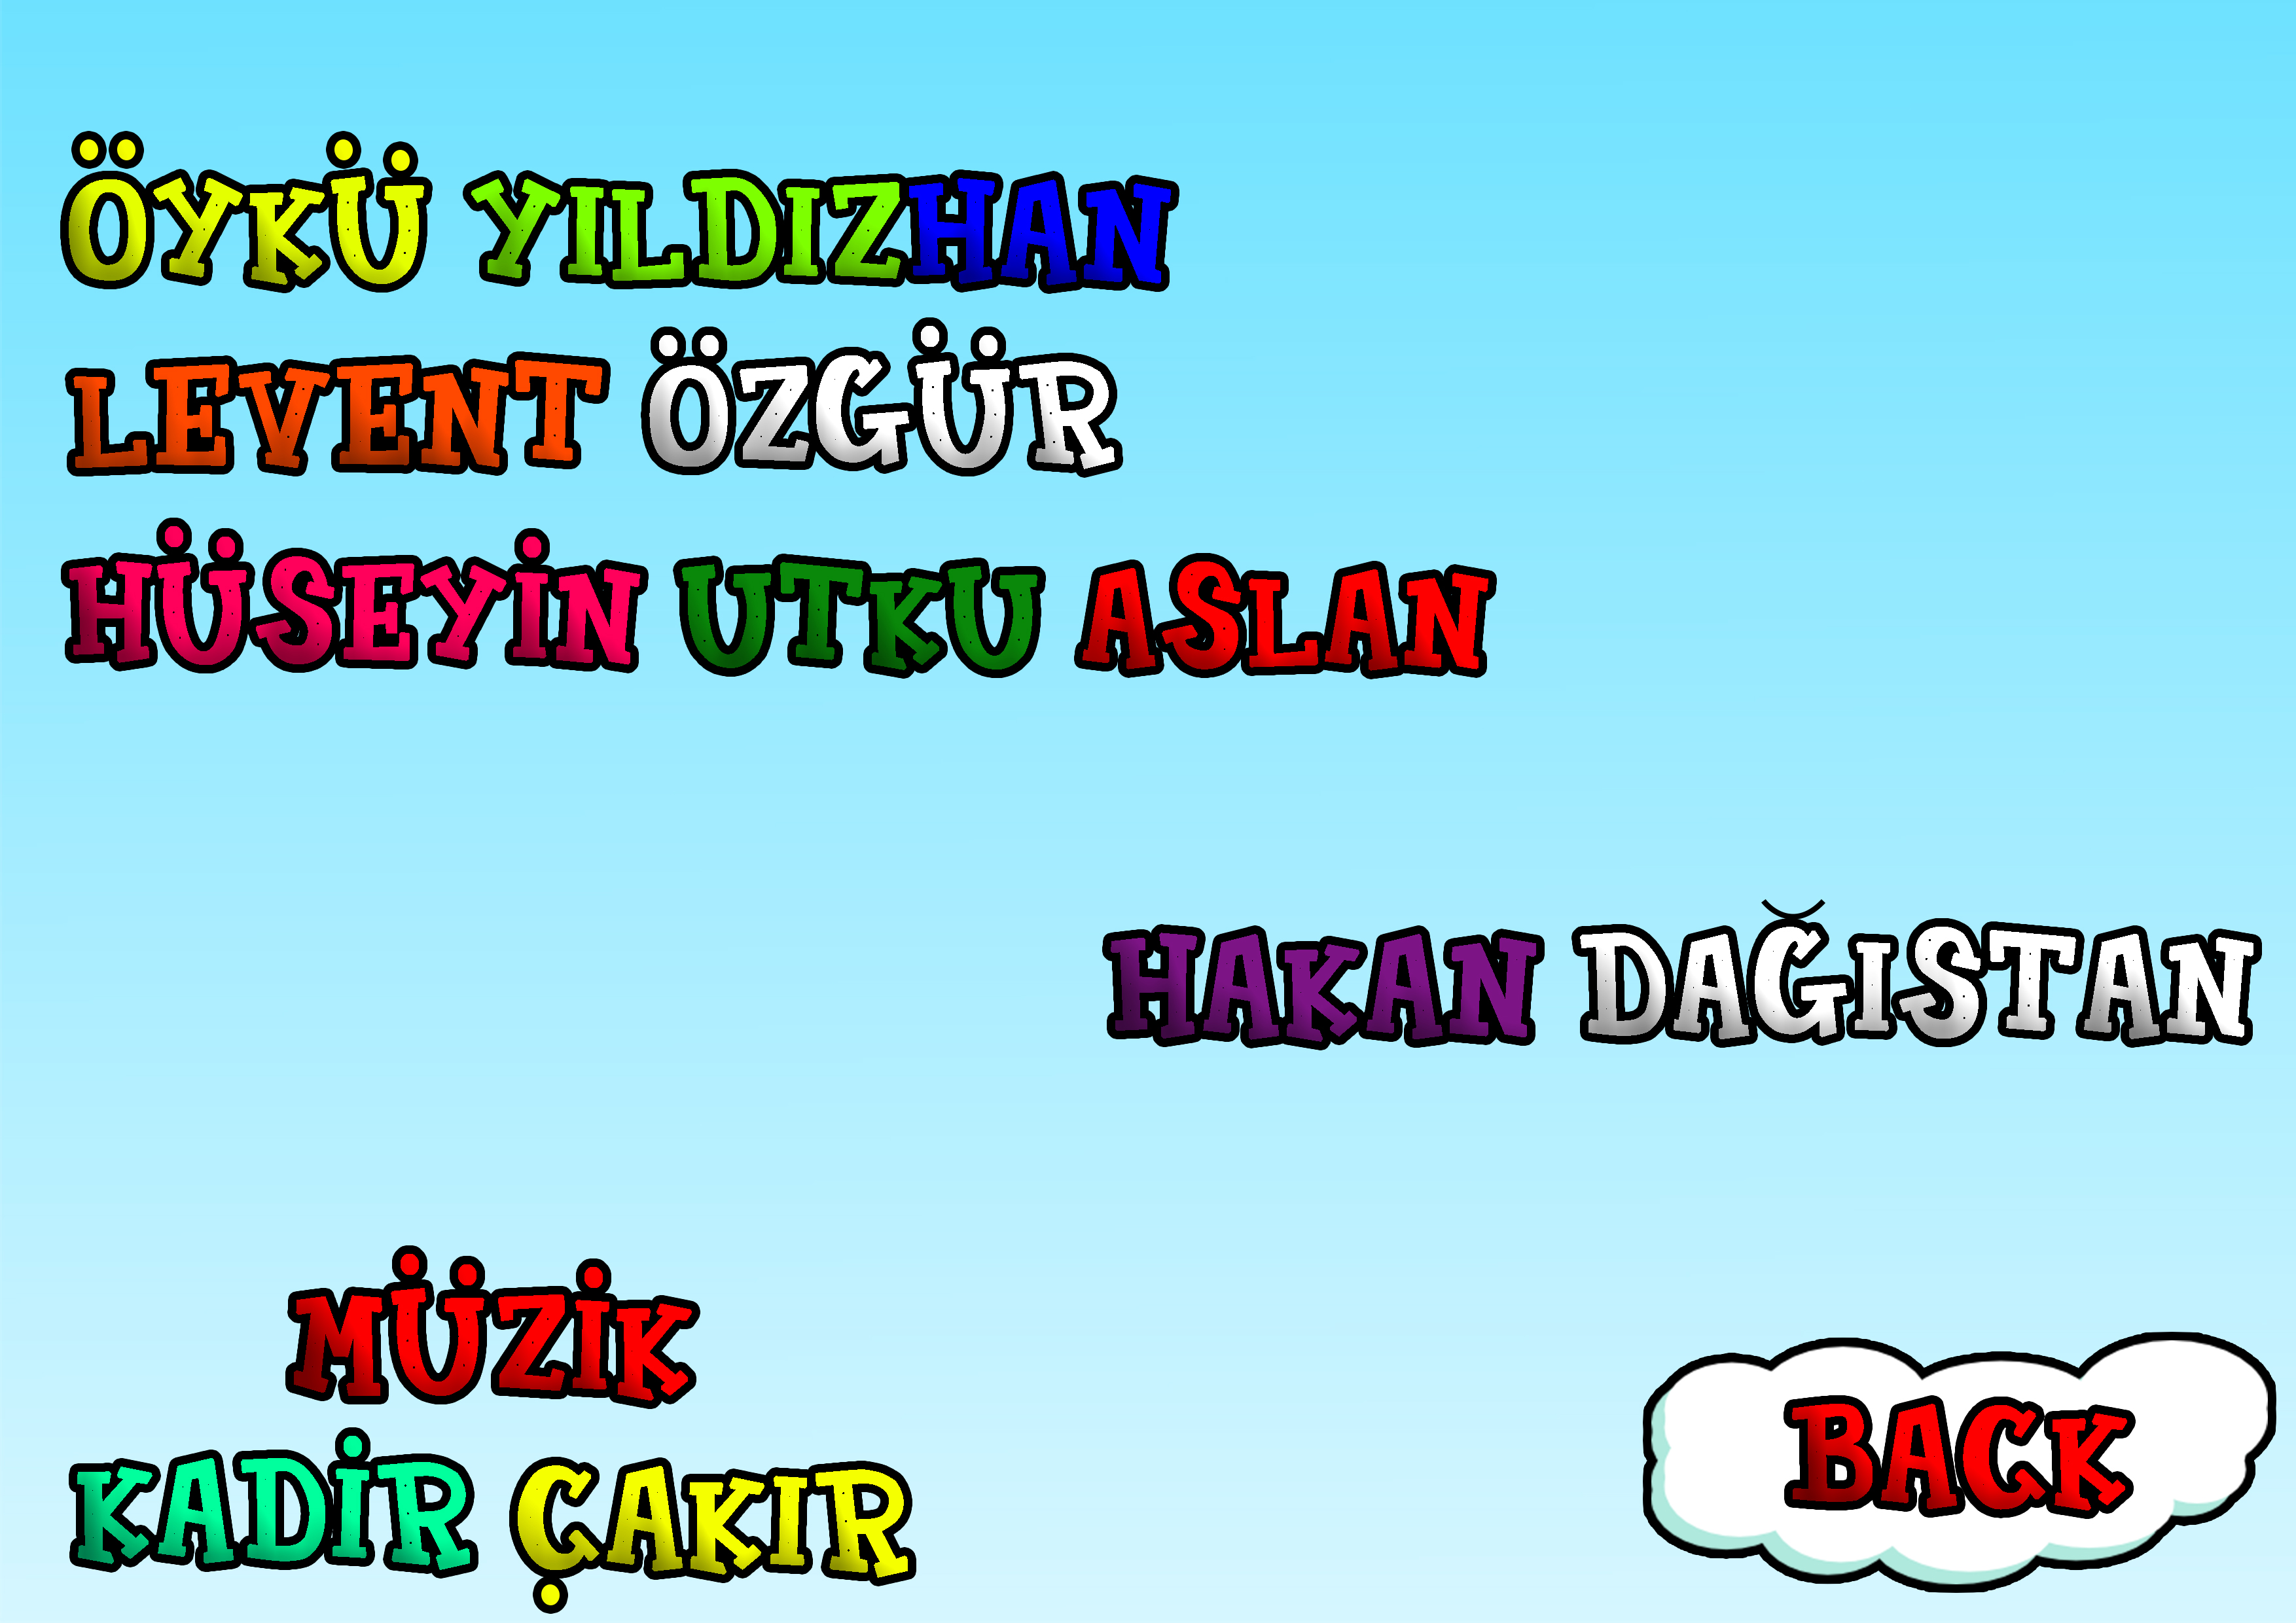 ÖYKÜ YILDIZHAN
LEVENT ÖZGÜR
HÜSEYİN UTKU ASLAN
HAKAN DAĞISTAN
MÜZİK
KADİR ÇAKIR
BACK